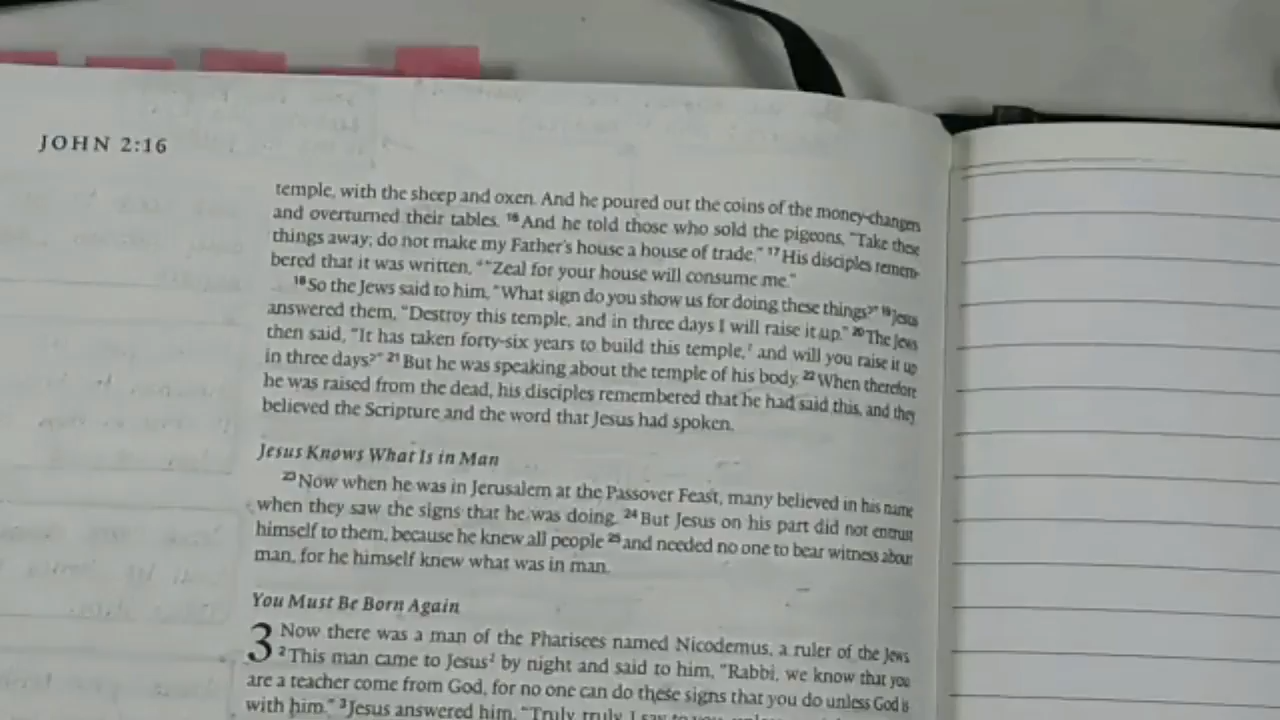 JOHN 2:16
temple, with the sheep and oxen. And he poured out the coins of the money-changers
and overturned their tables. 16 And he told those who sold the pigeons, “Take these
things away; do not make my Father’s house a house of trade.” 17 His disciples remem-
bered that it was written, “Zeal for your house will consume me.”
18 So the Jews said to him, “What sign do you show us for doing these things?” 19 Jesus
answered them, “Destroy this temple, and in three days I will raise it up.” 20 The Jews
then said, “It has taken forty-six years to build this temple, and will you raise it up
in three days?” 21 But he was speaking about the temple of his body. 22 When therefore
he was raised from the dead, his disciples remembered that he had said this, and they
believed the Scripture and the word that Jesus had spoken.
Jesus Knows What Is in Man
23 Now when he was in Jerusalem at the Passover Feast, many believed in his name
when they saw the signs that he was doing. 24 But Jesus on his part did not entrust
himself to them, because he knew all people 25 and needed no one to bear witness about
man, for he himself knew what was in man.
You Must Be Born Again
3 Now there was a man of the Pharisees named Nicodemus, a ruler of the Jews.
2 This man came to Jesus by night and said to him, “Rabbi, we know that you
are a teacher come from God, for no one can do these signs that you do unless God is
with him.” 3 Jesus answered him, “Truly, truly, I say to you, unless